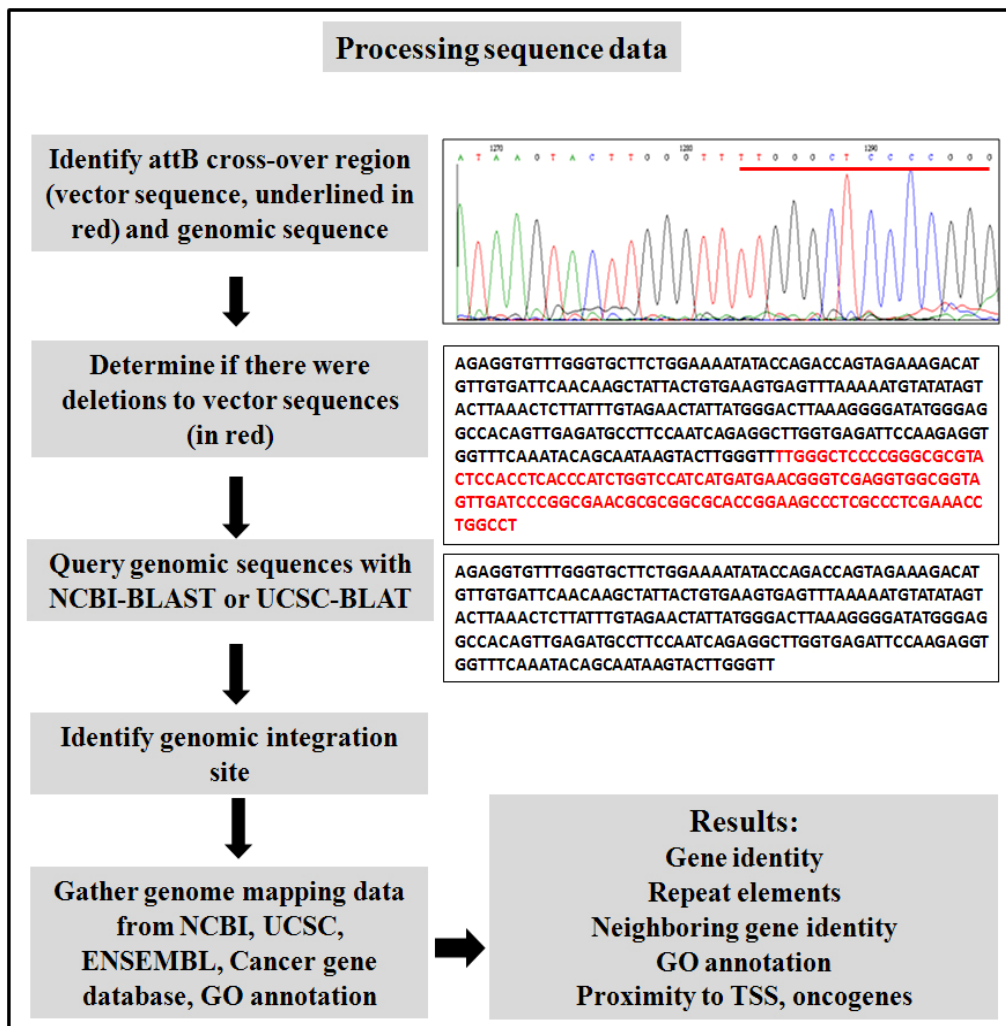 Processing sequence data
Identify attB cross-over region
(vector sequence, underlined in
red) and genomic sequence
1270 1280 1290
A T A A G T A C T T G G G T T T T G G G C T C C C C G G G
Determine if there were
deletions to vector sequences
(in red)
AGAGGTGTTTGGGTGCTTCTGGAAAATATACCAGACCAGTAGAAAGACAT
GTTGTGATTCAACAAGCTATTACTGTGAAGTGAGTTTAAAAATGTATATAGT
ACTTAAACTCTTATTTGTAGAACTATTATGGGACTTAAAGGGGATATGGGAG
GCCACAGTTGAGATGCCTTCCAATCAGAGGCTTGGTGAGATTCCAAGAGGT
GGTTTCAAATACAGCAATAAGTACTTGGGTTTTGGGCTCCCCGGGCGCGTA
CTCCACCTCACCCATCTGGTCCATCATGATGAACGGGTCGAGGTGGCGGTA
GTTGATCCCGGCGAACGCGCGGCGCACCGGAAGCCCTCGCCCTCGAAACC
TGGCCT
Query genomic sequences with
NCBI-BLAST or UCSC-BLAT
AGAGGTGTTTGGGTGCTTCTGGAAAATATACCAGACCAGTAGAAAGACAT
GTTGTGATTCAACAAGCTATTACTGTGAAGTGAGTTTAAAAATGTATATAGT
ACTTAAACTCTTATTTGTAGAACTATTATGGGACTTAAAGGGGATATGGGAG
GCCACAGTTGAGATGCCTTCCAATCAGAGGCTTGGTGAGATTCCAAGAGGT
GGTTTCAAATACAGCAATAAGTACTTGGGTT
Identify genomic integration
site
Gather genome mapping data
from NCBI, UCSC,
ENSEMBL, Cancer gene
database, GO annotation
Results:
Gene identity
Repeat elements
Neighboring gene identity
GO annotation
Proximity to TSS, oncogenes